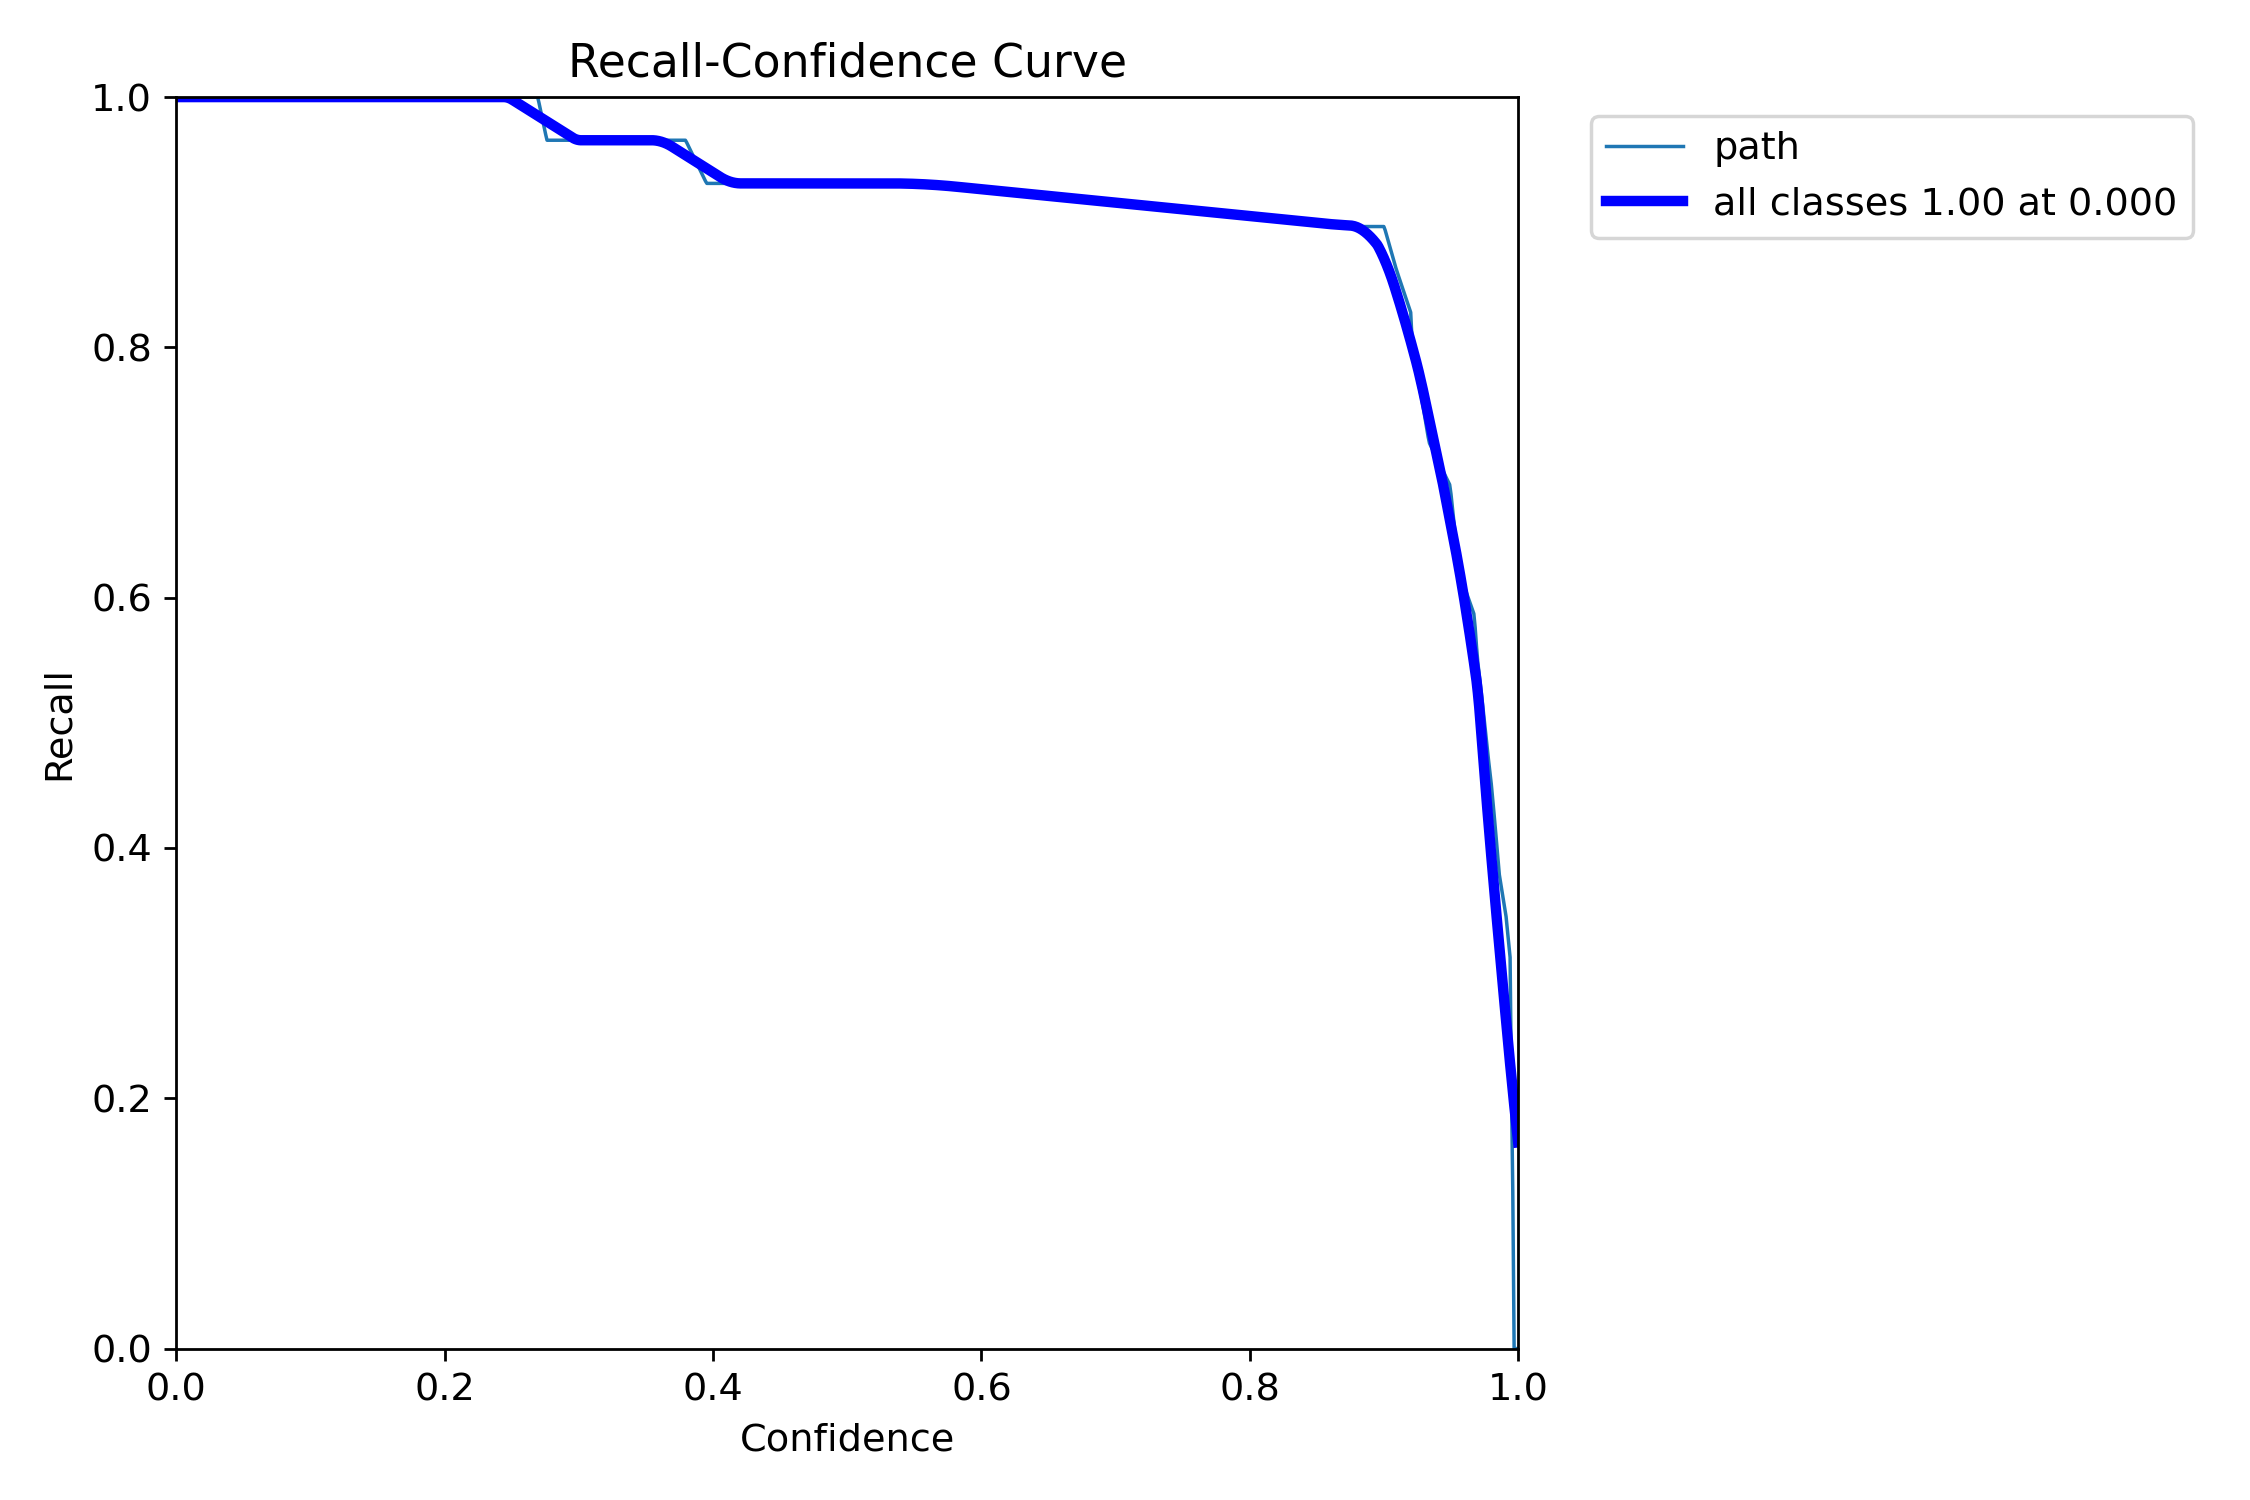 Recall-Confidence Curve
1.0
0.8
0.6
0.4
0.2
0.0
Recall
0.0 0.2 0.4 0.6 0.8 1.0
Confidence
path
all classes 1.00 at 0.000